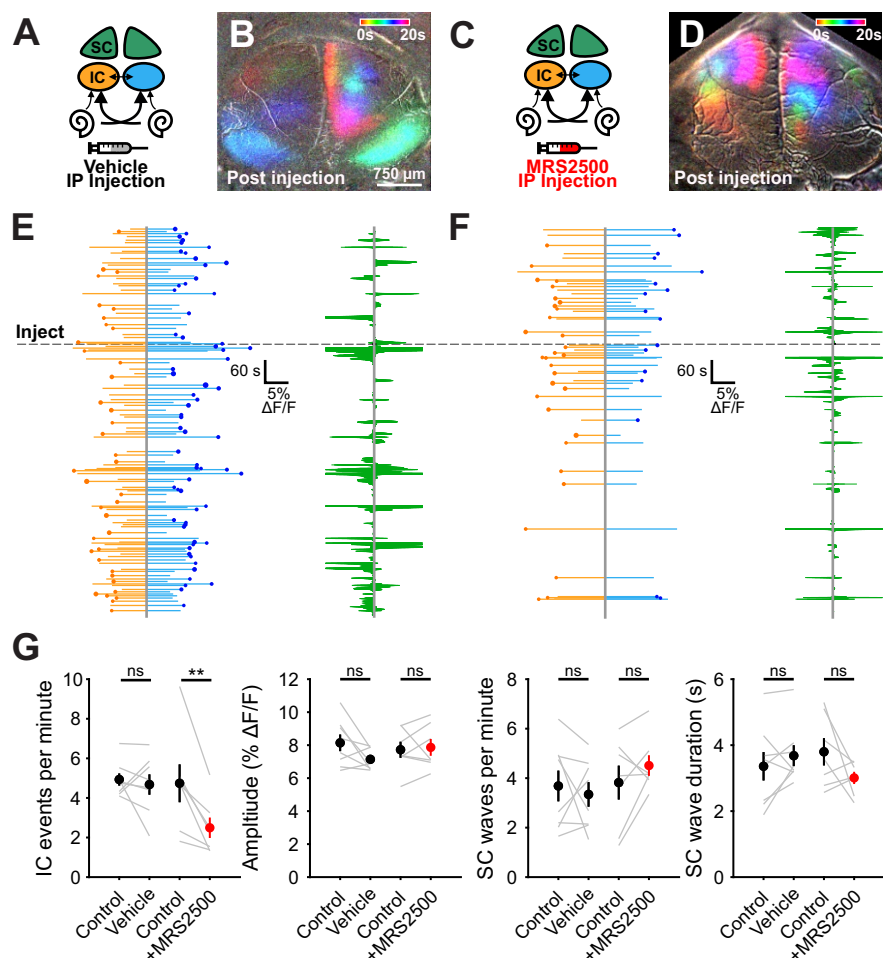 A
SC
IC
Vehicle
IP Injection
B
0s 20s
Post injection
750 µm
C
SC
IC
MRS2500
IP Injection
D
0s 20s
Post injection
E
F
Inject
60 s
5%
ΔF/F
60 s
5%
ΔF/F
G
IC events per minute
10
8
6
4
2
0
ns
**
Control
Vehicle
Control
+MRS2500
Ampltiude (% ΔF/F)
12
10
8
6
4
2
0
ns
ns
Control
Vehicle
Control
+MRS2500
SC waves per minute
8
6
4
2
0
ns
ns
Control
Vehicle
Control
+MRS2500
SC wave duration (s)
6
4
2
0
ns
ns
Control
Vehicle
Control
+MRS2500